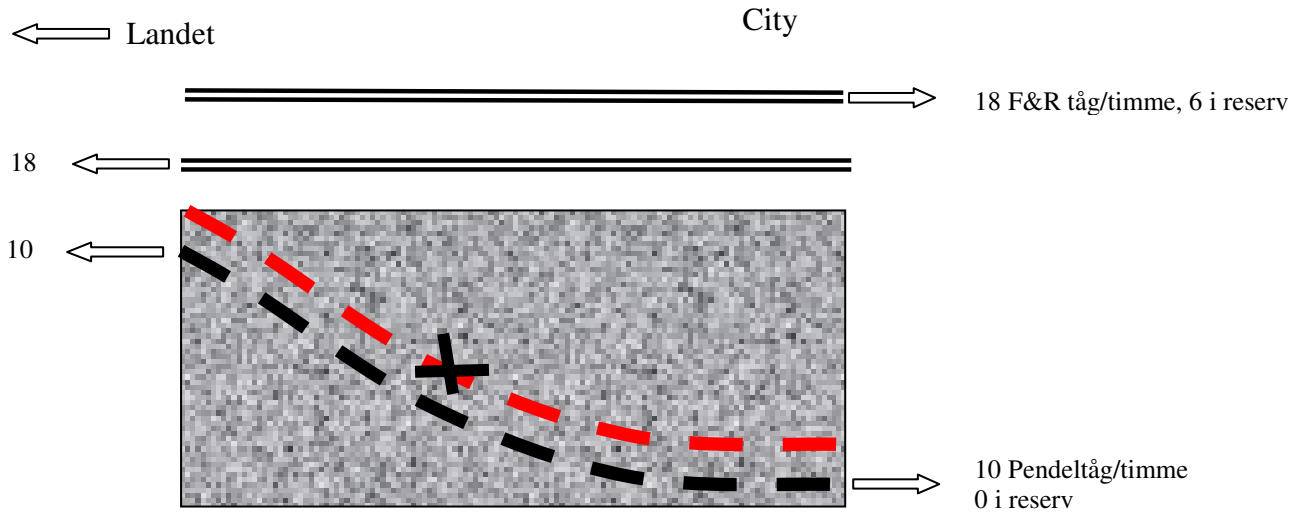 City
Landet
18 F&R tåg/timme, 6 i reserv
18
10
10 Pendeltåg/timme
0 i reserv